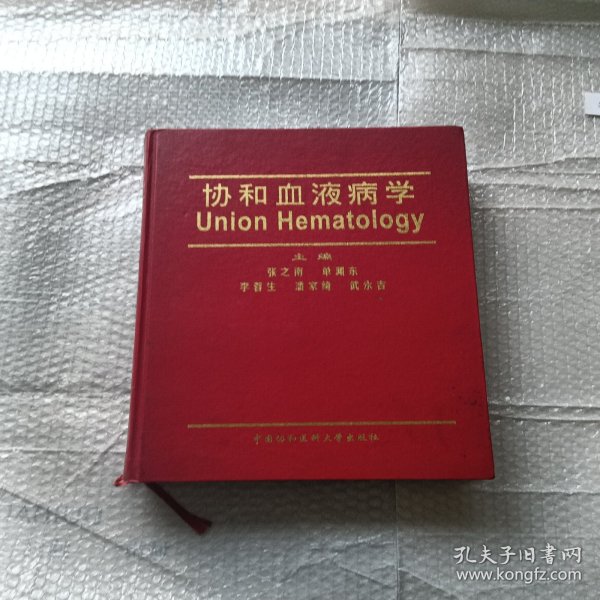 协和血液病学
Union Hematology
主编
张之南 单渊东
李蓉生 潘家绮 武永吉
中国协和医科大学出版社
孔夫子旧书网
www.kongfz.com